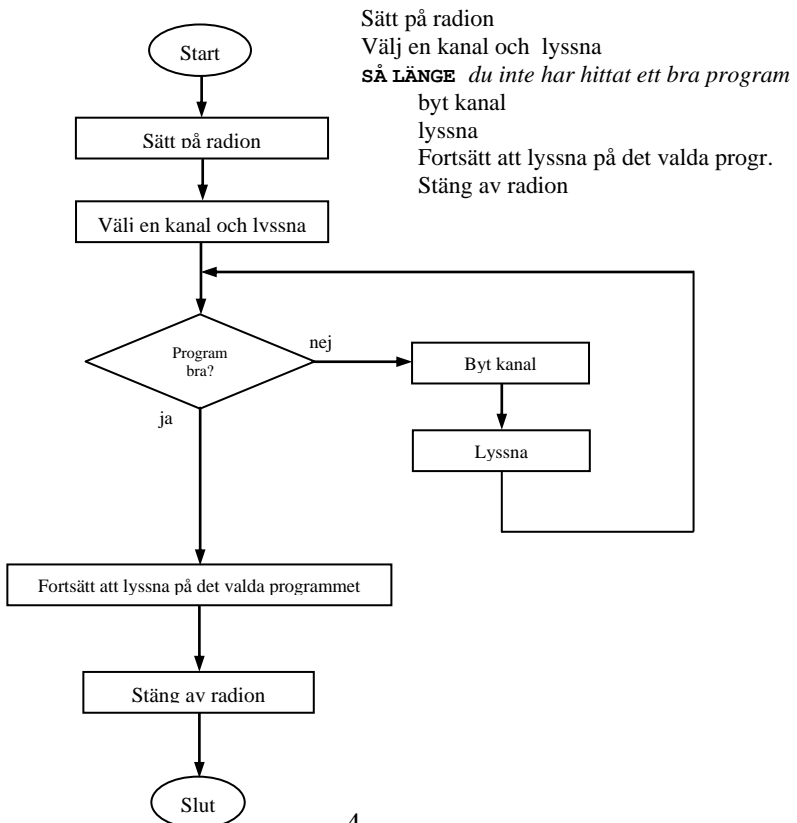 Sätt på radion
Välj en kanal och lyssna
SÅ LÄNGE du inte har hittat ett bra program
byt kanal
lyssna
Fortsätt att lyssna på det valda progr.
Stäng av radion
Start
Sätt på radion
Välj en kanal och lyssna
Program
bra?
nej
ja
Byt kanal
Lyssna
Fortsätt att lyssna på det valda programmet
Stäng av radion
Slut
4